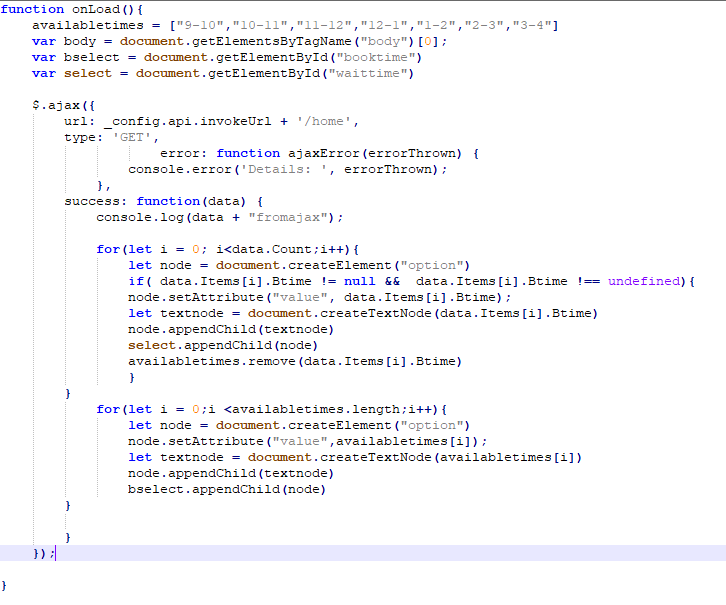 function onLoad(){
    availabletimes = ["9-10","10-11","11-12","12-1","1-2","2-3","3-4"]
    var body = document.getElementsByTagName("body")[0];
    var bselect = document.getElementById("booktime")
    var select = document.getElementById("waittime")

    $.ajax({
        url: _config.api.invokeUrl + '/home',
        type: 'GET',
                    error: function ajaxError(errorThrown) {
                console.error('Details: ', errorThrown);
            },
        success: function(data) {
            console.log(data + "fromajax");

            for(let i = 0; i<data.Count;i++){
                let node = document.createElement("option")
                if( data.Items[i].Btime != null &&  data.Items[i].Btime !== undefined){
                node.setAttribute("value", data.Items[i].Btime);
                let textnode = document.createTextNode(data.Items[i].Btime)
                node.appendChild(textnode)
                select.appendChild(node)
                availabletimes.remove(data.Items[i].Btime)
                }
        }
            for(let i = 0;i <availabletimes.length;i++){
                let node = document.createElement("option")
                node.setAttribute("value",availabletimes[i]);
                let textnode = document.createTextNode(availabletimes[i])
                node.appendChild(textnode)
                bselect.appendChild(node)
        }

        }
    });

}